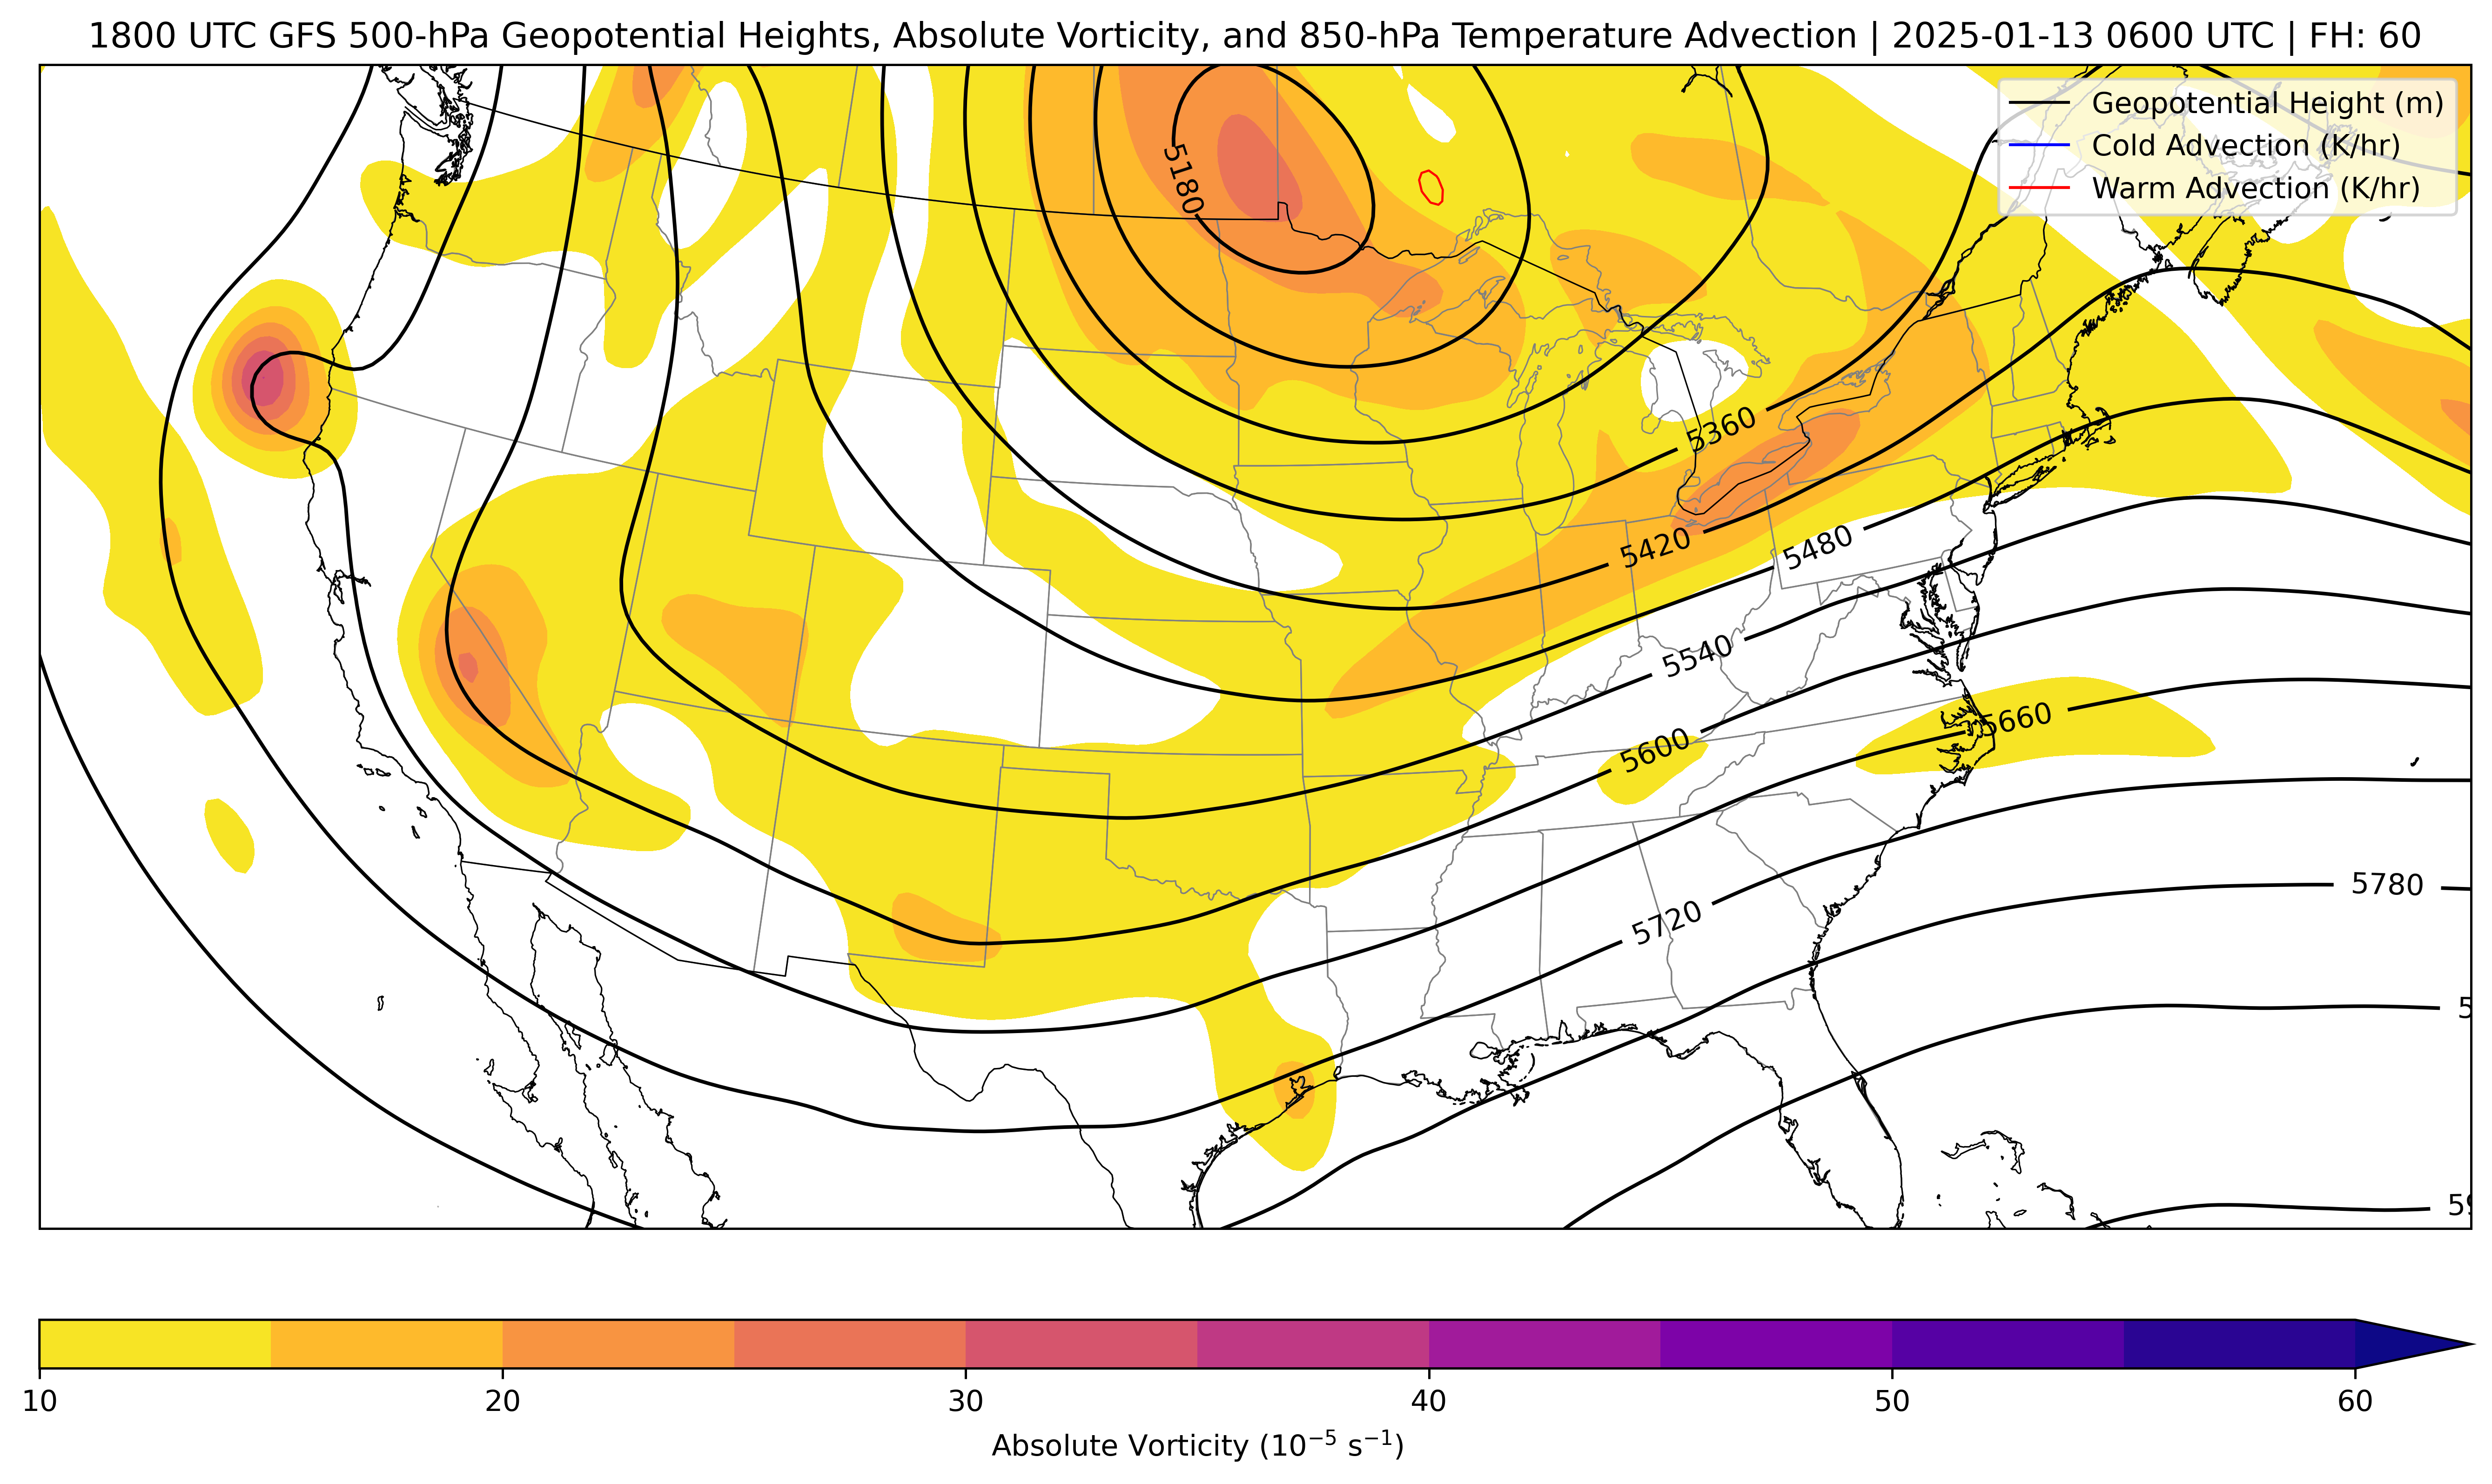 1800 UTC GFS 500-hPa Geopotential Heights, Absolute Vorticity, and 850-hPa Temperature Advection | 2025-01-13 0600 UTC | FH: 60
Geopotential Height (m)
Cold Advection (K/hr)
Warm Advection (K/hr)
5180
5360
5420
5480
5540
5600
5660
5720
5780
10 20 30 40 50 60
Absolute Vorticity (10⁻⁵ s⁻¹)